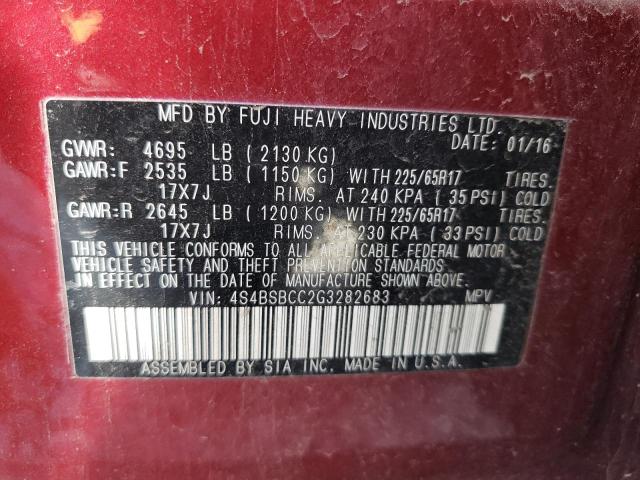 MFD BY FUJI HEAVY INDUSTRIES LTD.
DATE: 01/16
GVWR: 4695 LB (2130 KG)
GAWR:F 2535 LB (1150 KG) WITH 225/65R17 TIRES.
17X7J RIMS. AT 240 KPA (35 PSI) COLD
GAWR:R 2645 LB (1200 KG) WITH 225/65R17 TIRES.
17X7J RIMS. AT 230 KPA (33 PSI) COLD
THIS VEHICLE CONFORMS TO ALL APPLICABLE FEDERAL MOTOR
VEHICLE SAFETY AND THEFT PREVENTION STANDARDS
IN EFFECT ON THE DATE OF MANUFACTURE SHOWN ABOVE.
VIN: 4S4BSBCC2G3282683 MPV
ASSEMBLED BY SIA INC. MADE IN U.S.A.